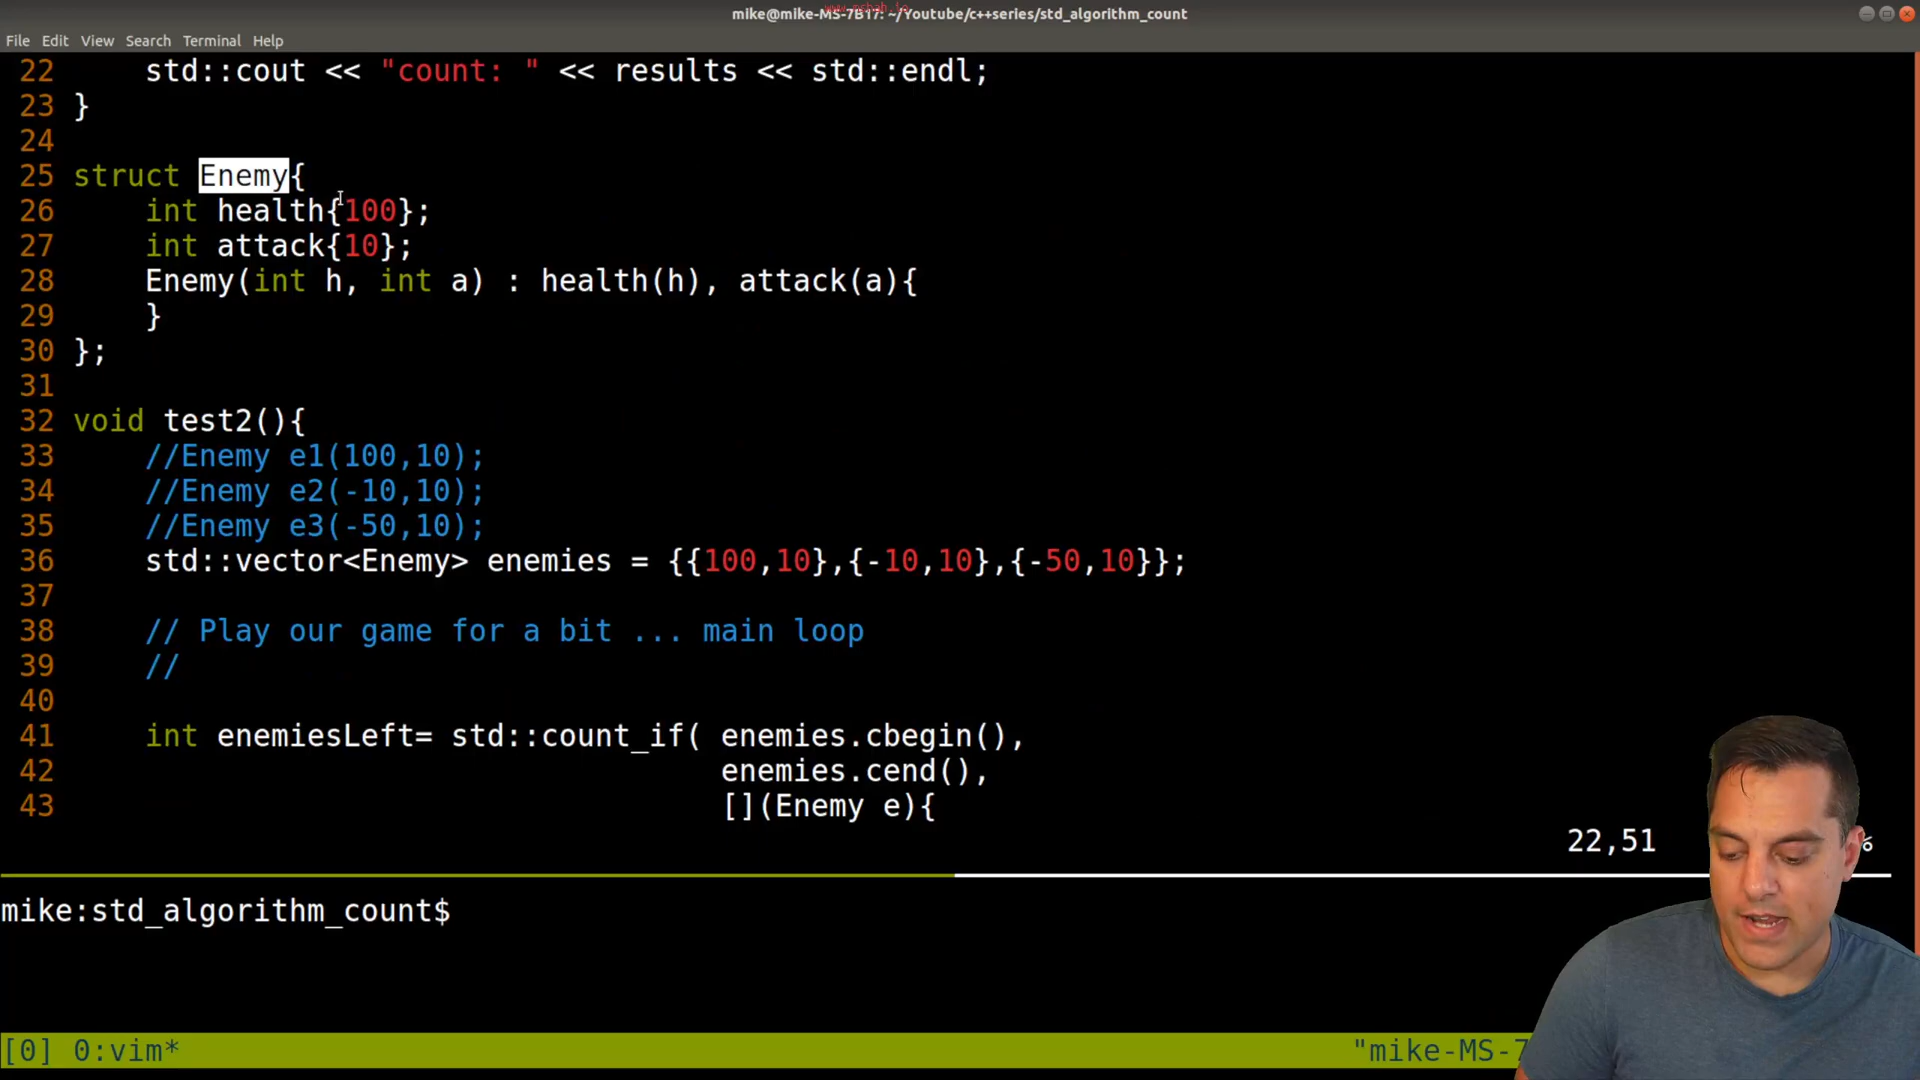 www.mshah.io
mike@mike-MS-7B17: ~/Youtube/c++series/std_algorithm_count
File Edit View Search Terminal Help
22 std::cout << "count: " << results << std::endl;
23 }
24
25 struct Enemy{
26 int health{100};
27 int attack{10};
28 Enemy(int h, int a) : health(h), attack(a){
29 }
30 };
31
32 void test2(){
33 //Enemy e1(100,10);
34 //Enemy e2(-10,10);
35 //Enemy e3(-50,10);
36 std::vector<Enemy> enemies = {{100,10},{-10,10},{-50,10}};
37
38 // Play our game for a bit ... main loop
39 //
40
41 int enemiesLeft= std::count_if( enemies.cbegin(),
42 enemies.cend(),
43 [](Enemy e){
22,51 %
mike:std_algorithm_count$
[0] 0:vim* "mike-MS-7